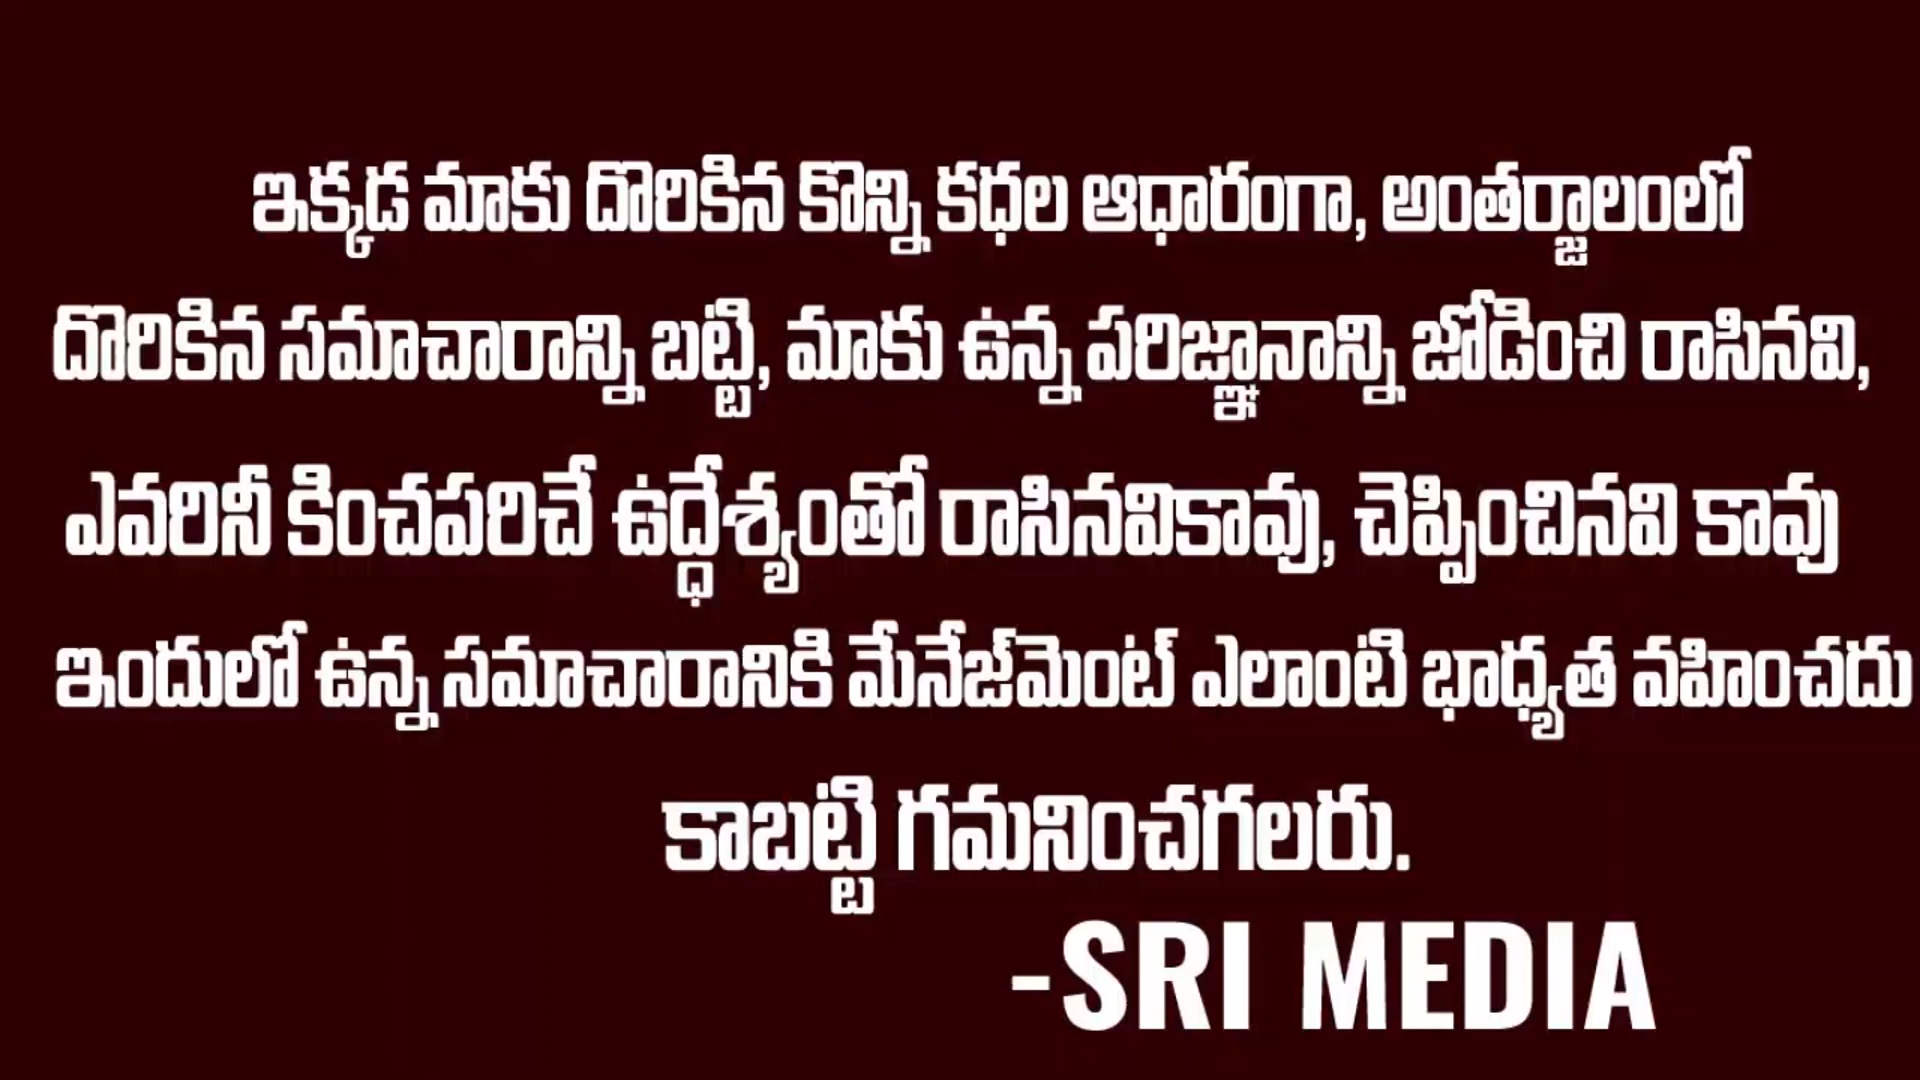 ఇక్కడ మాకు దొరికిన కొన్ని కధల ఆధారంగా, అంతర్జాలంలో
దొరికిన సమాచారాన్ని బట్టి, మాకు ఉన్న పరిజ్ఞానాన్ని జోడించి రాసినవి,
ఎవరినీ కించపరిచే ఉద్ధేశ్యంతో రాసినవికావు, చెప్పించినవి కావు
ఇందులో ఉన్న సమాచారానికి మేనేజ్‌మెంట్ ఎలాంటి భాధ్యత వహించదు
కాబట్టి గమనించగలరు.
-SRI MEDIA